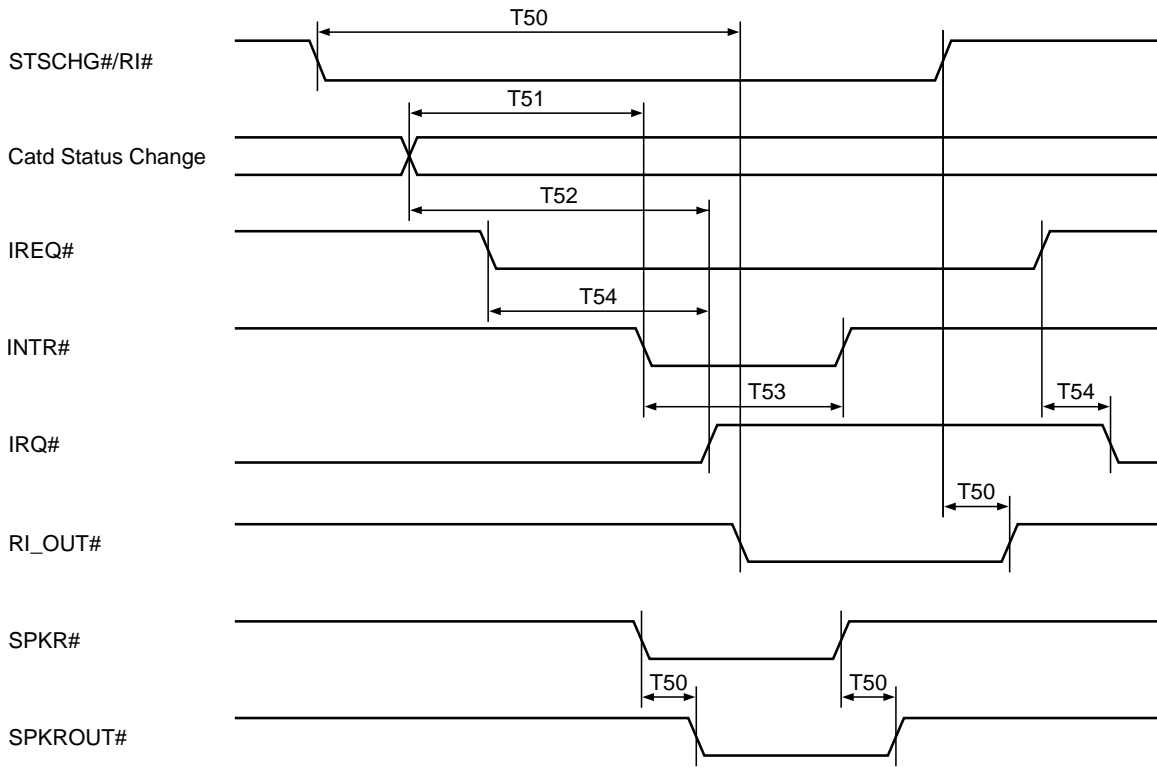 T50
STSCHG#/RI#
T51
Catd Status Change
T52
IREQ#
T54
INTR#
T53
T54
IRQ#
T50
RI_OUT#
SPKR#
T50
T50
SPKROUT#